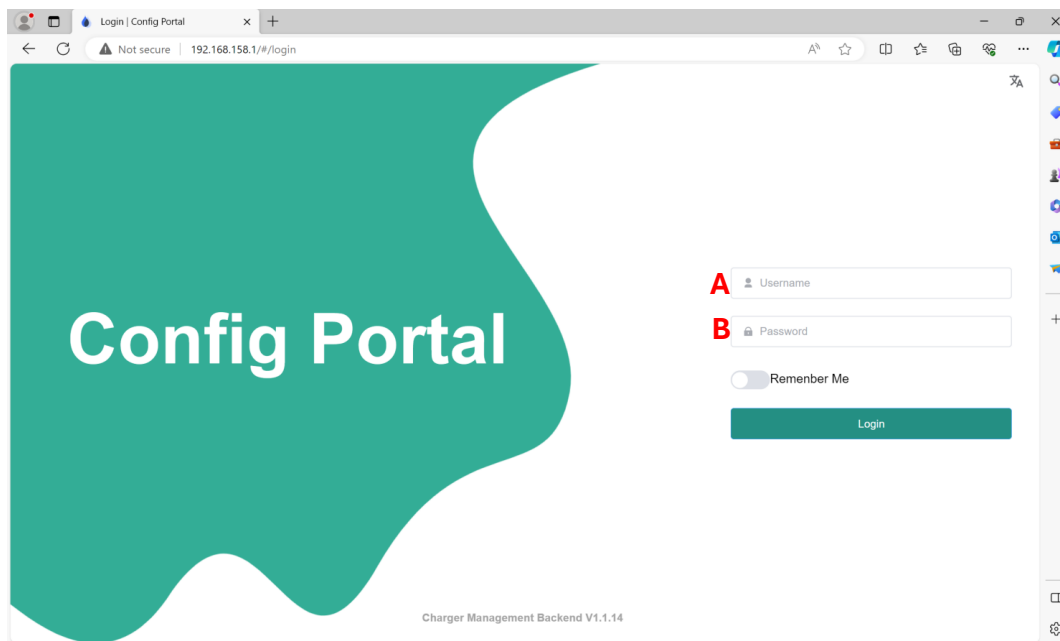 Login | Config Portal
Not secure | 192.168.158.1/#/login
Config Portal
A Username
B Password
Remenber Me
Login
Charger Management Backend V1.1.14